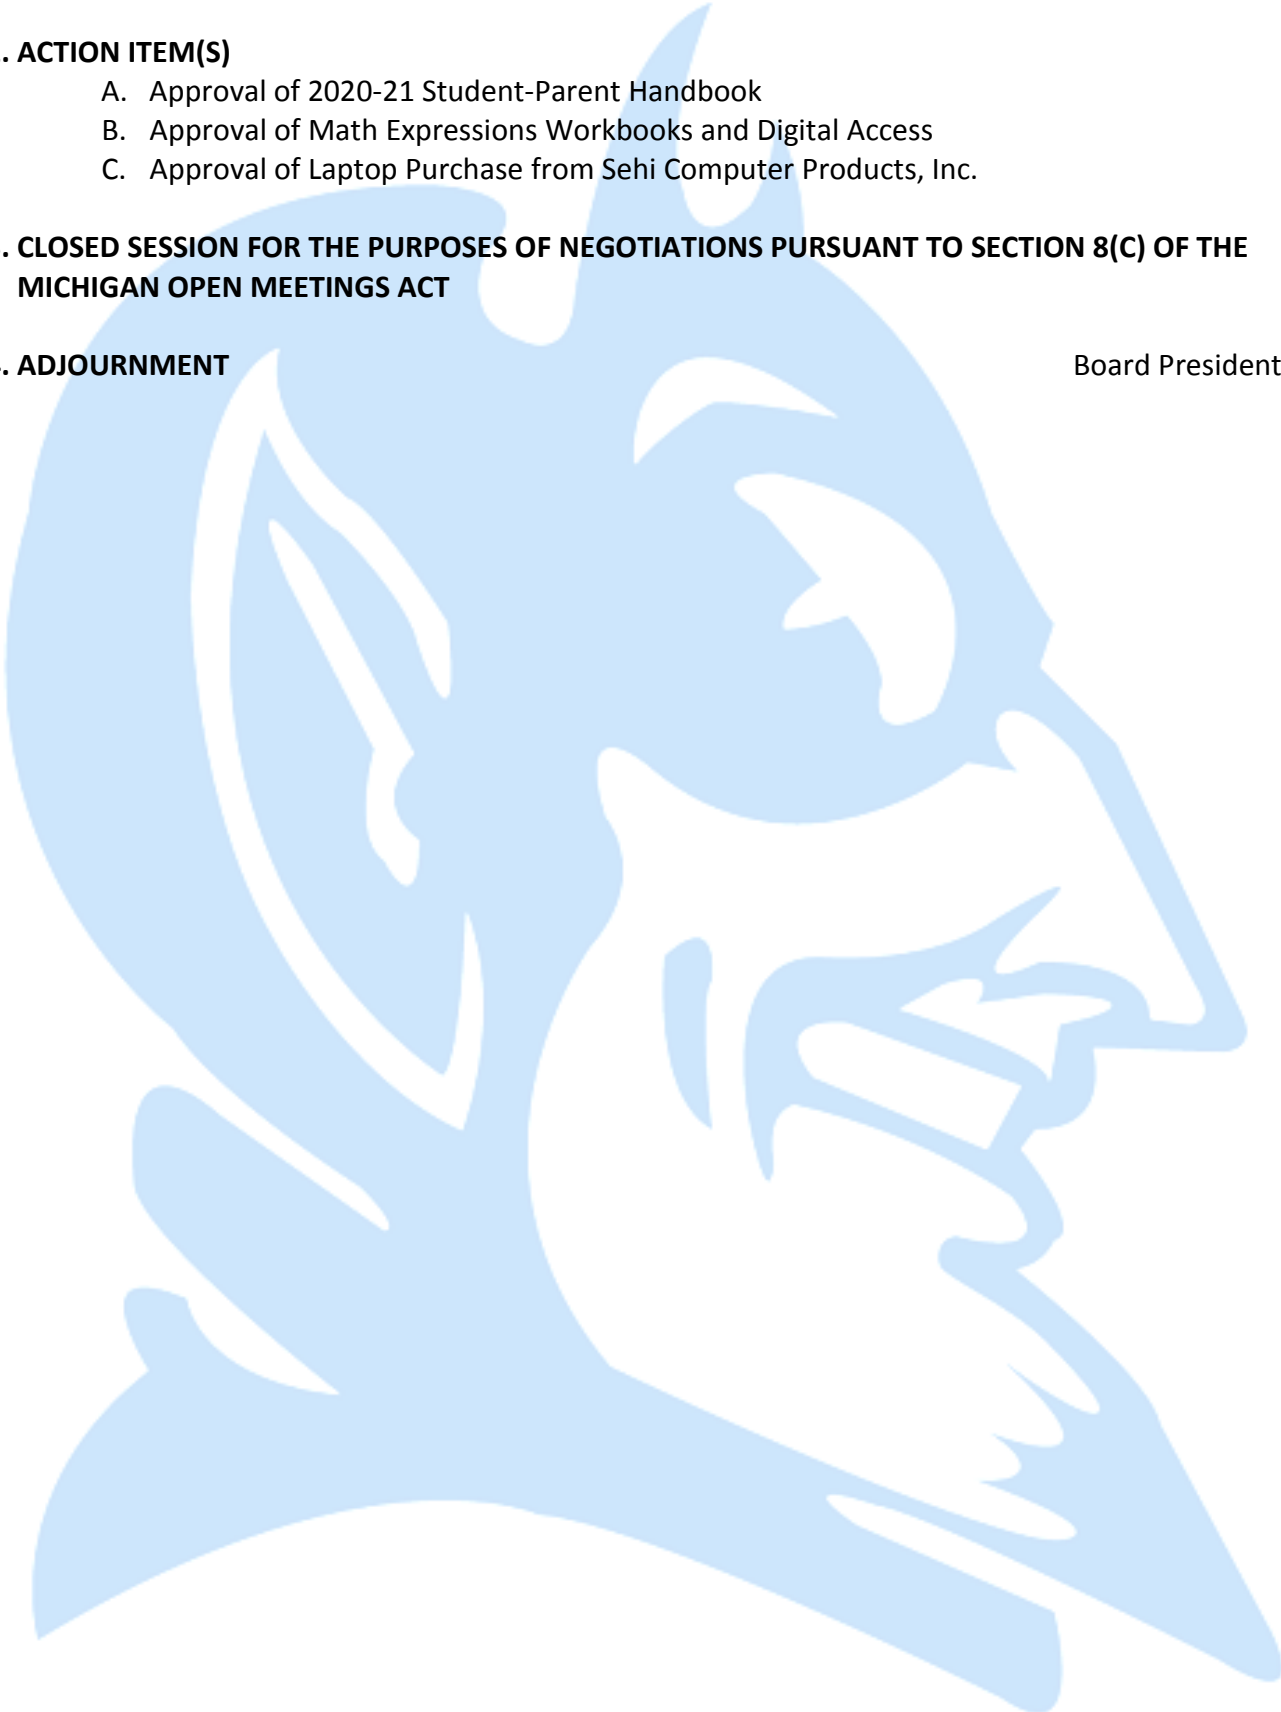 . ACTION ITEM(S)
A. Approval of 2020-21 Student-Parent Handbook
B. Approval of Math Expressions Workbooks and Digital Access
C. Approval of Laptop Purchase from Sehi Computer Products, Inc.
. CLOSED SESSION FOR THE PURPOSES OF NEGOTIATIONS PURSUANT TO SECTION 8(C) OF THE
MICHIGAN OPEN MEETINGS ACT
. ADJOURNMENT Board President